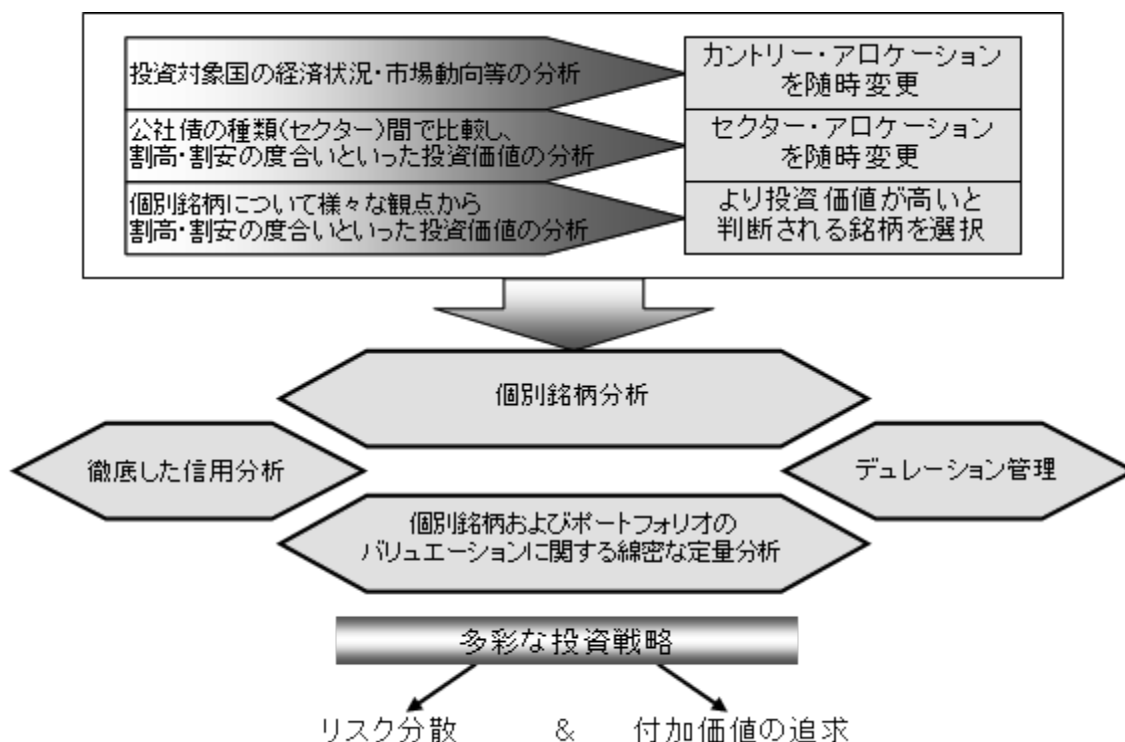 投資対象国の経済状況・市場動向等の分析
カントリー・アロケーション
を随時変更
公社債の種類(セクター)間で比較し、
割高・割安の度合いといった投資価値の分析
セクター・アロケーション
を随時変更
個別銘柄について様々な観点から
割高・割安の度合いといった投資価値の分析
より投資価値が高いと
判断される銘柄を選択
個別銘柄分析
徹底した信用分析
デュレーション管理
個別銘柄およびポートフォリオの
バリュエーションに関する綿密な定量分析
多彩な投資戦略
リスク分散 & 付加価値の追求